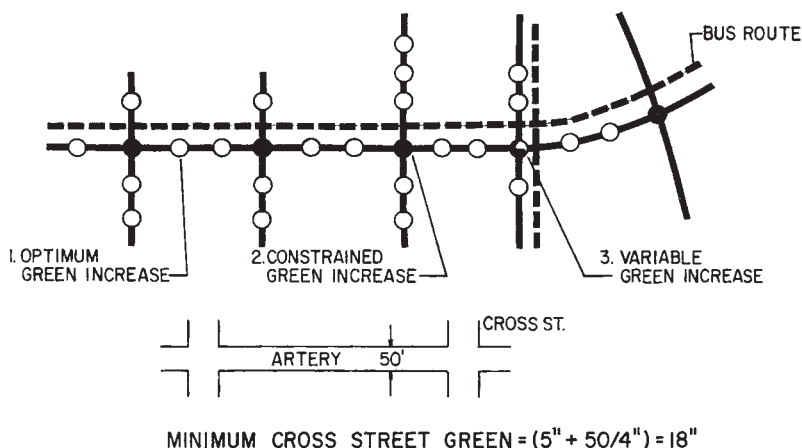 BUS ROUTE
1. OPTIMUM
GREEN INCREASE
2. CONSTRAINED
GREEN INCREASE
3. VARIABLE
GREEN INCREASE
CROSS ST.
ARTERY 50'
MINIMUM CROSS STREET GREEN = (5" + 50/4") = 18"